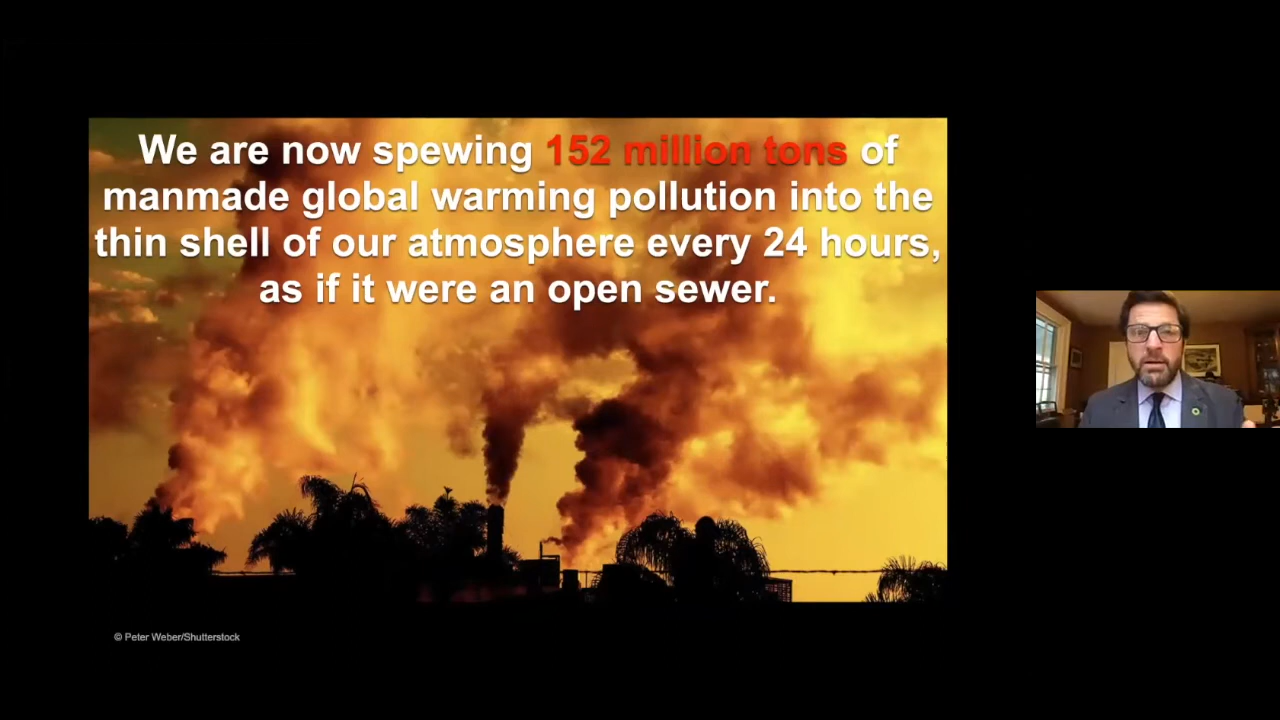 We are now spewing 152 million tons of
manmade global warming pollution into the
thin shell of our atmosphere every 24 hours,
as if it were an open sewer.
© Peter Weber/Shutterstock